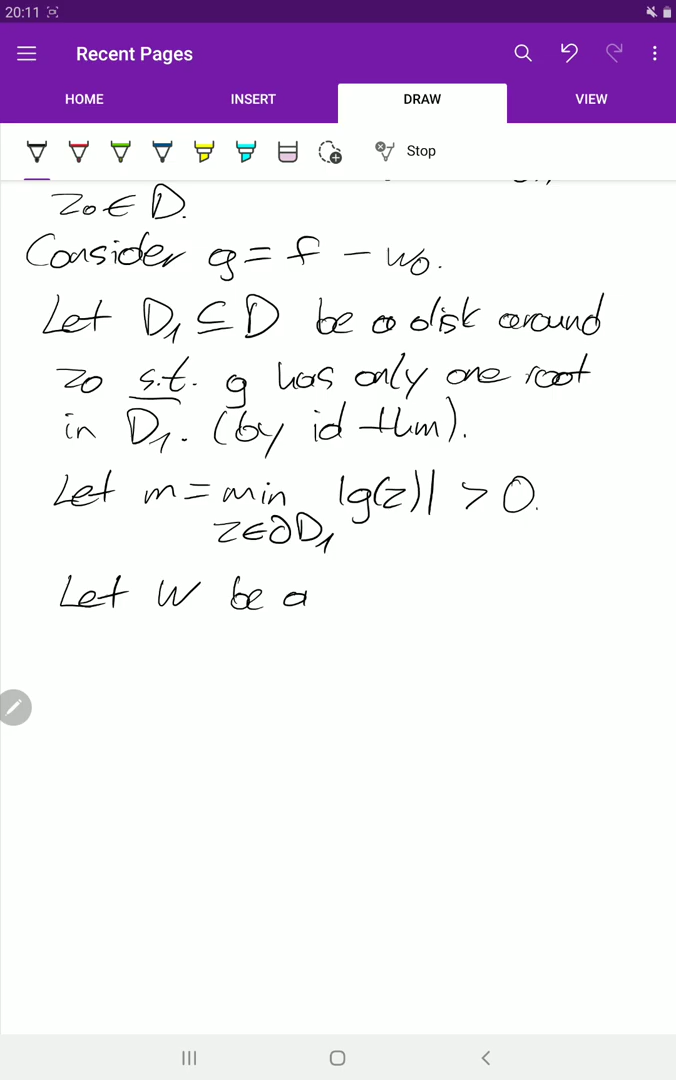 20:11
Recent Pages
HOME INSERT DRAW VIEW
Stop
z₀ ∈ D.
Consider g = f - w₀.
Let D₁ ⊆ D be a disk around
z₀ s.t. g has only one root
in D₁. (by id thm).
Let m = min |g(z)| > 0.
z∈∂D₁
Let W be a